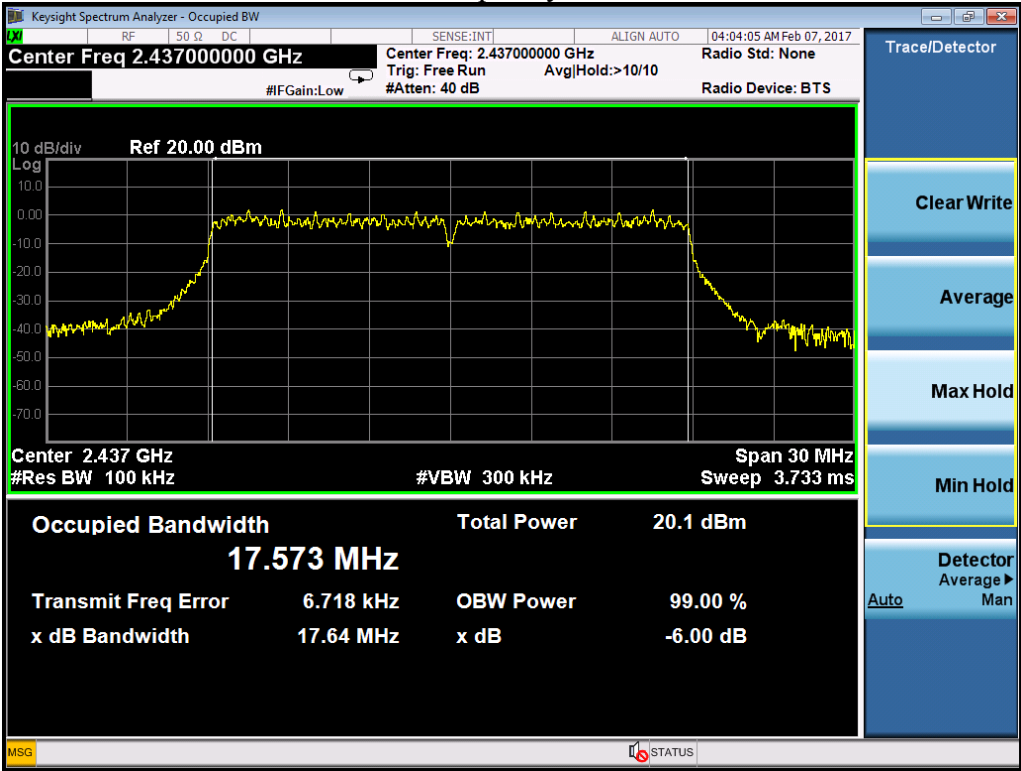 Keysight Spectrum Analyzer - Occupied BW
LXI RF 50 Ω DC SENSE:INT ALIGN AUTO 04:04:05 AM Feb 07, 2017
Center Freq 2.437000000 GHz
Center Freq: 2.437000000 GHz Radio Std: None
Trig: Free Run Avg|Hold:>10/10
#IFGain:Low #Atten: 40 dB Radio Device: BTS
10 dB/div Ref 20.00 dBm
Log
10.0
0.00
-10.0
-20.0
-30.0
-40.0
-50.0
-60.0
-70.0
Center 2.437 GHz Span 30 MHz
#Res BW 100 kHz #VBW 300 kHz Sweep 3.733 ms
Occupied Bandwidth Total Power 20.1 dBm
17.573 MHz
Transmit Freq Error 6.718 kHz OBW Power 99.00 %
x dB Bandwidth 17.64 MHz x dB -6.00 dB
Trace/Detector
Clear Write
Average
Max Hold
Min Hold
Detector
Average
Auto Man
MSG STATUS